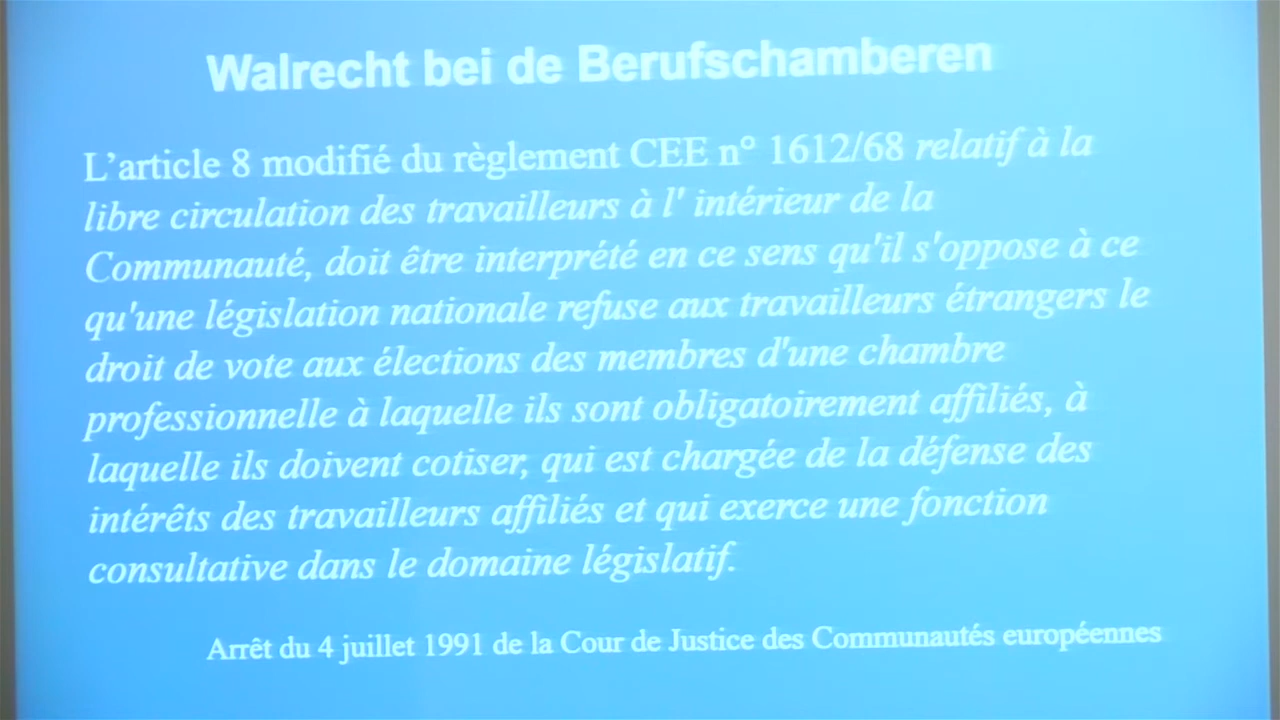 Walrecht bei de Berufschamberen
L’article 8 modifié du règlement CEE n° 1612/68 relatif à la
libre circulation des travailleurs à l' intérieur de la
Communauté, doit être interprété en ce sens qu'il s'oppose à ce
qu'une législation nationale refuse aux travailleurs étrangers le
droit de vote aux élections des membres d'une chambre
professionnelle à laquelle ils sont obligatoirement affiliés, à
laquelle ils doivent cotiser, qui est chargée de la défense des
intérêts des travailleurs affiliés et qui exerce une fonction
consultative dans le domaine législatif.
Arrêt du 4 juillet 1991 de la Cour de Justice des Communautés européennes